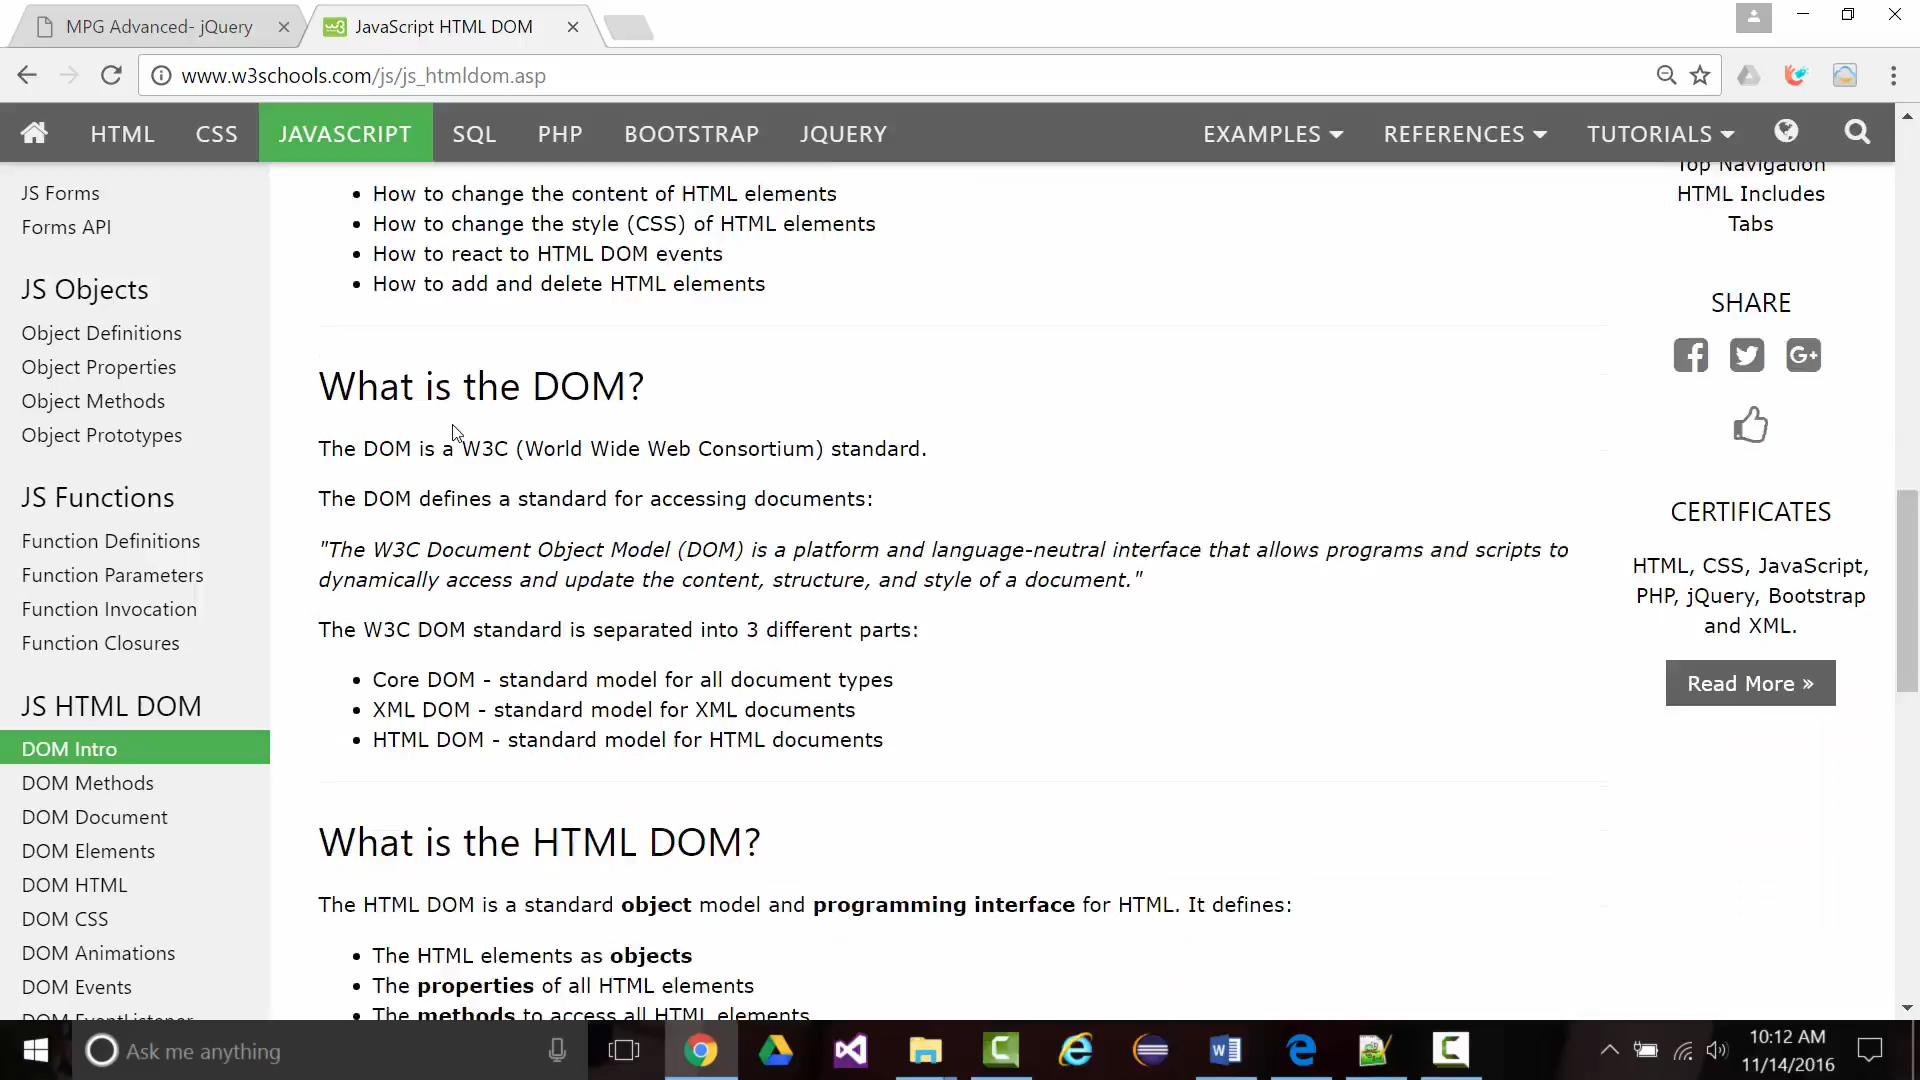 MPG Advanced- jQuery
JavaScript HTML DOM
www.w3schools.com/js/js_htmldom.asp
HTML
CSS
JAVASCRIPT
SQL
PHP
BOOTSTRAP
JQUERY
EXAMPLES
REFERENCES
TUTORIALS
JS Forms
Forms API
JS Objects
Object Definitions
Object Properties
Object Methods
Object Prototypes
JS Functions
Function Definitions
Function Parameters
Function Invocation
Function Closures
JS HTML DOM
DOM Intro
DOM Methods
DOM Document
DOM Elements
DOM HTML
DOM CSS
DOM Animations
DOM Events
DOM EventListener
• How to change the content of HTML elements
• How to change the style (CSS) of HTML elements
• How to react to HTML DOM events
• How to add and delete HTML elements
What is the DOM?
The DOM is a W3C (World Wide Web Consortium) standard.
The DOM defines a standard for accessing documents:
"The W3C Document Object Model (DOM) is a platform and language-neutral interface that allows programs and scripts to
dynamically access and update the content, structure, and style of a document."
The W3C DOM standard is separated into 3 different parts:
• Core DOM - standard model for all document types
• XML DOM - standard model for XML documents
• HTML DOM - standard model for HTML documents
What is the HTML DOM?
The HTML DOM is a standard object model and programming interface for HTML. It defines:
• The HTML elements as objects
• The properties of all HTML elements
• The methods to access all HTML elements
Top Navigation
HTML Includes
Tabs
SHARE
CERTIFICATES
HTML, CSS, JavaScript,
PHP, jQuery, Bootstrap
and XML.
Read More »
Ask me anything
10:12 AM
11/14/2016